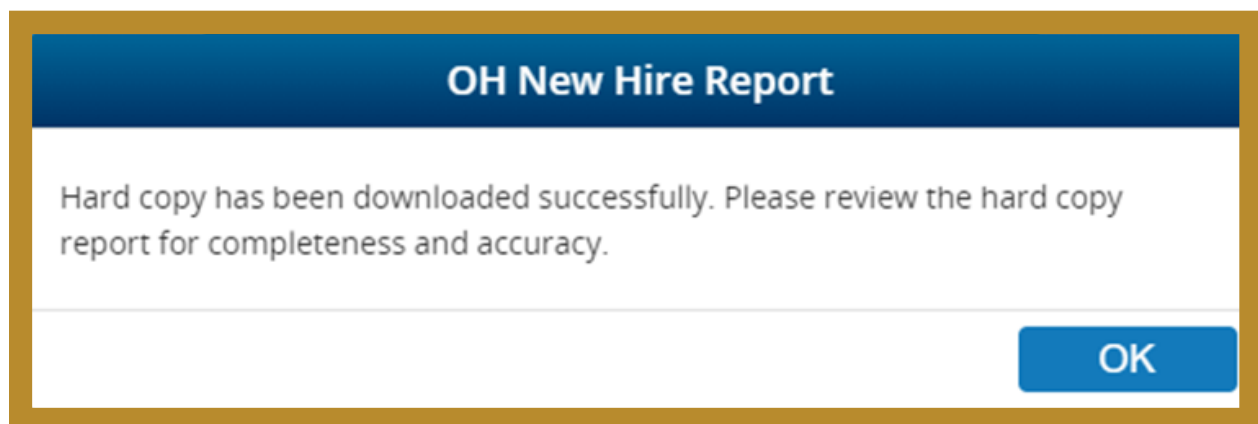 OH New Hire Report
Hard copy has been downloaded successfully. Please review the hard copy
report for completeness and accuracy.
OK